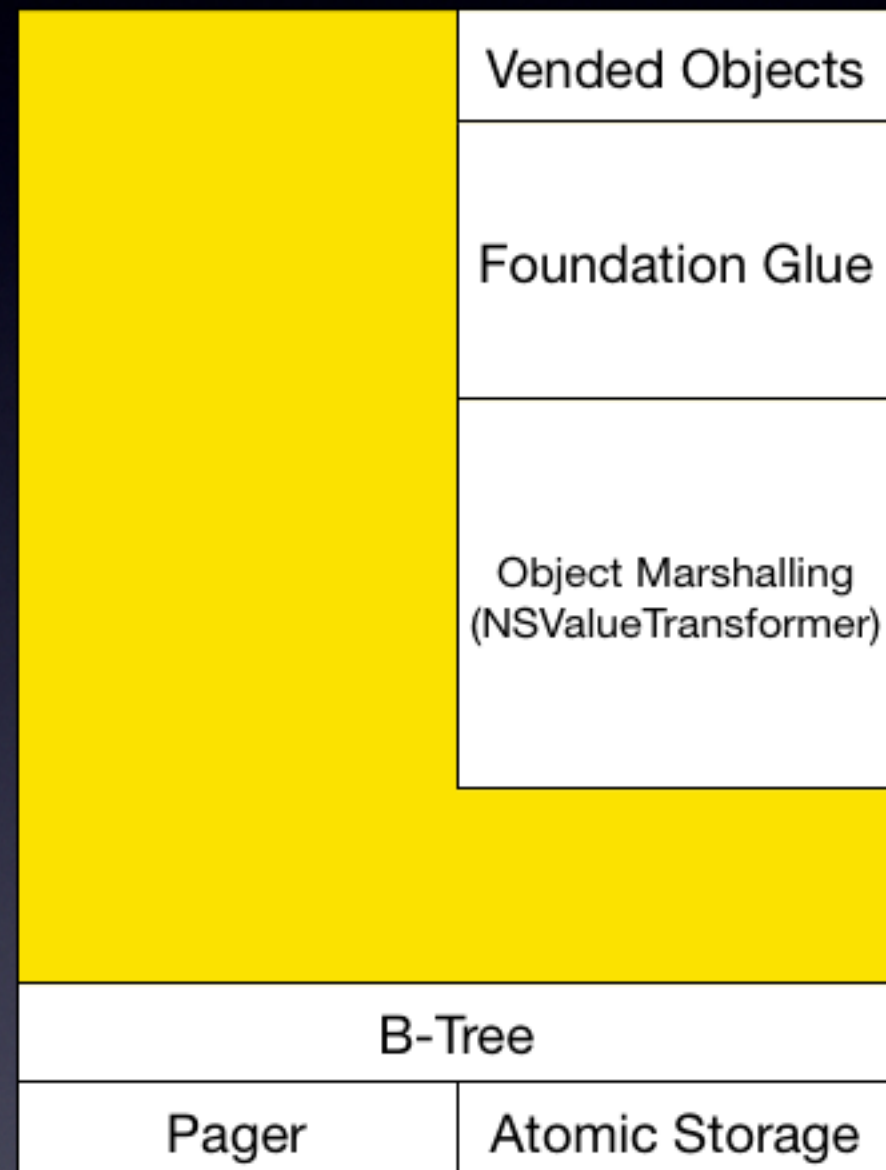 Vended Objects
Foundation Glue
Object Marshalling
(NSValueTransformer)
B-Tree
Pager
Atomic Storage